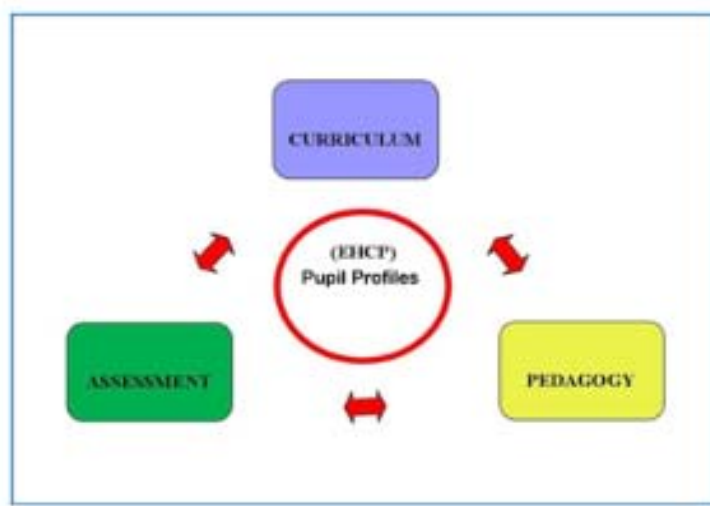 CURRICULUM
(EHCP)
Pupil Profiles
ASSESSMENT
PEDAGOGY